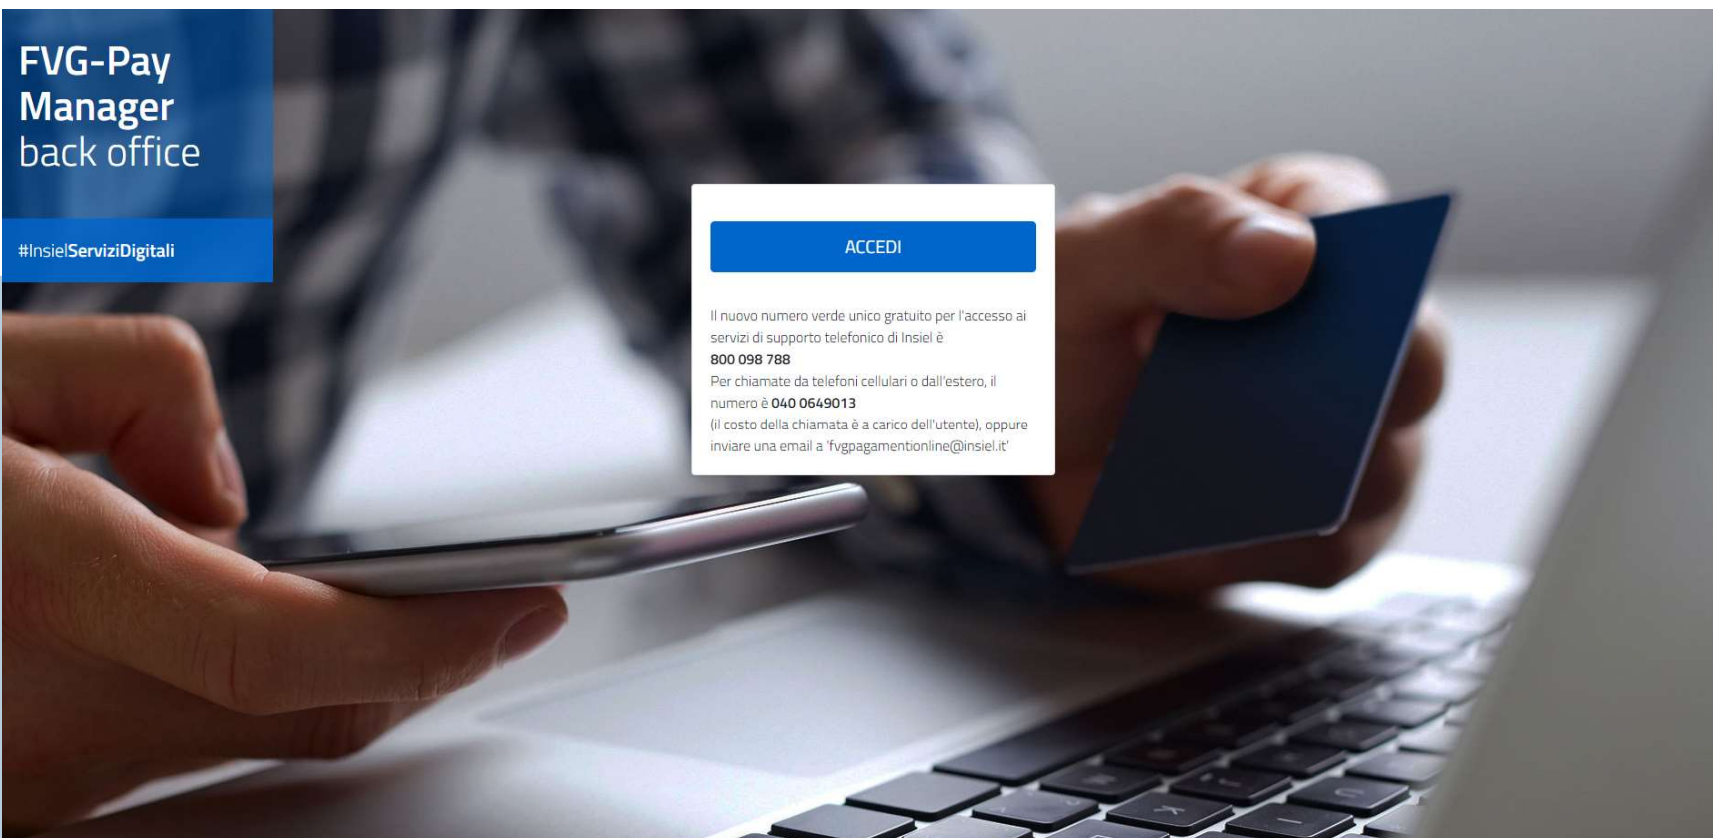 FVG-Pay
Manager
back office
#InsielServiziDigitali
ACCEDI
Il nuovo numero verde unico gratuito per l'accesso ai
servizi di supporto telefonico di Insiel è
800 098 788
Per chiamate da telefoni cellulari o dall'estero, il
numero è 040 0649013
(il costo della chiamata è a carico dell'utente), oppure
inviare una email a 'fvgpagamentionline@insiel.it'